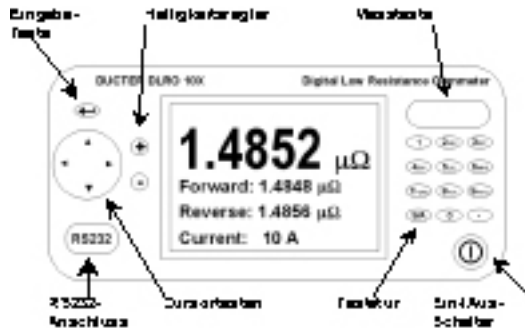 Eingabe- Helligkeitsregler Messtaste
Taste
DUCTER DLRO 10X Digital Low Resistance Ohmmeter
1.4852 µΩ
Forward: 1.4848 µΩ
Reverse: 1.4856 µΩ
Current: 10 A
RS232
RS232- Cursortasten Tastatur Ein/Aus-
Anschluss Schalter